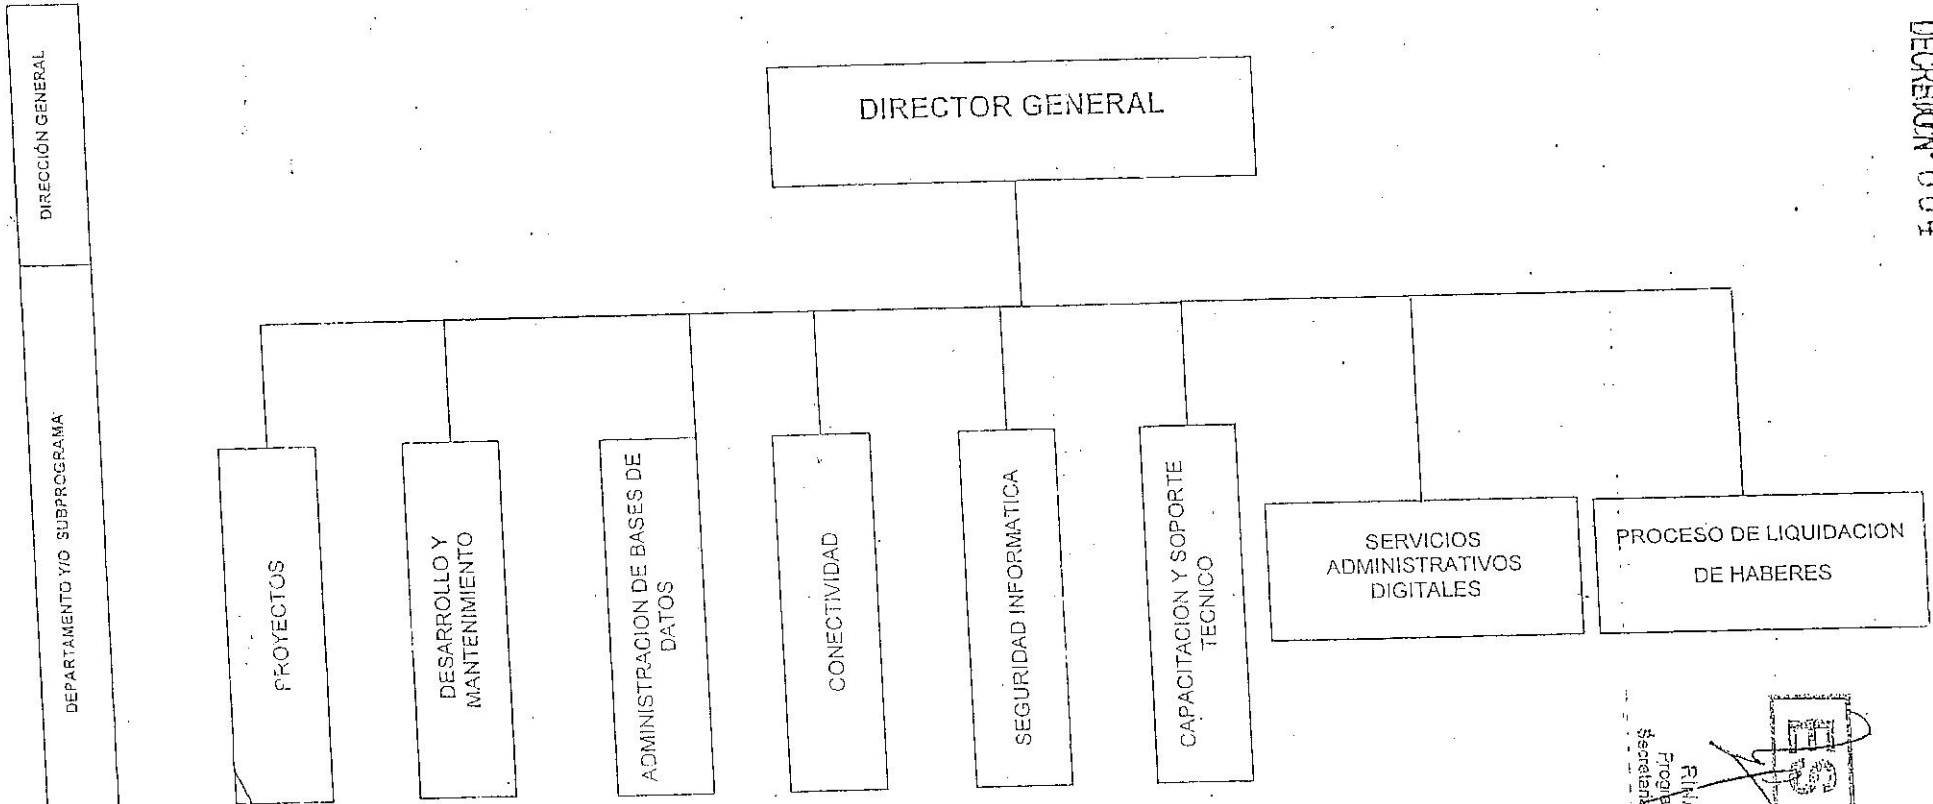 DIRECCIÓN GENERAL
DIRECTOR GENERAL
DEPARTAMENTO Y/O SUBPROGRAMA
PROYECTOS
DESARROLLO Y
MANTENIMIENTO
ADMINISTRACION DE BASES DE
DATOS
CONECTIVIDAD
SEGURIDAD INFORMATICA
CAPACITACION Y SOPORTE
TECNICO
SERVICIOS
ADMINISTRATIVOS
DIGITALES
PROCESO DE LIQUIDACION
DE HABERES